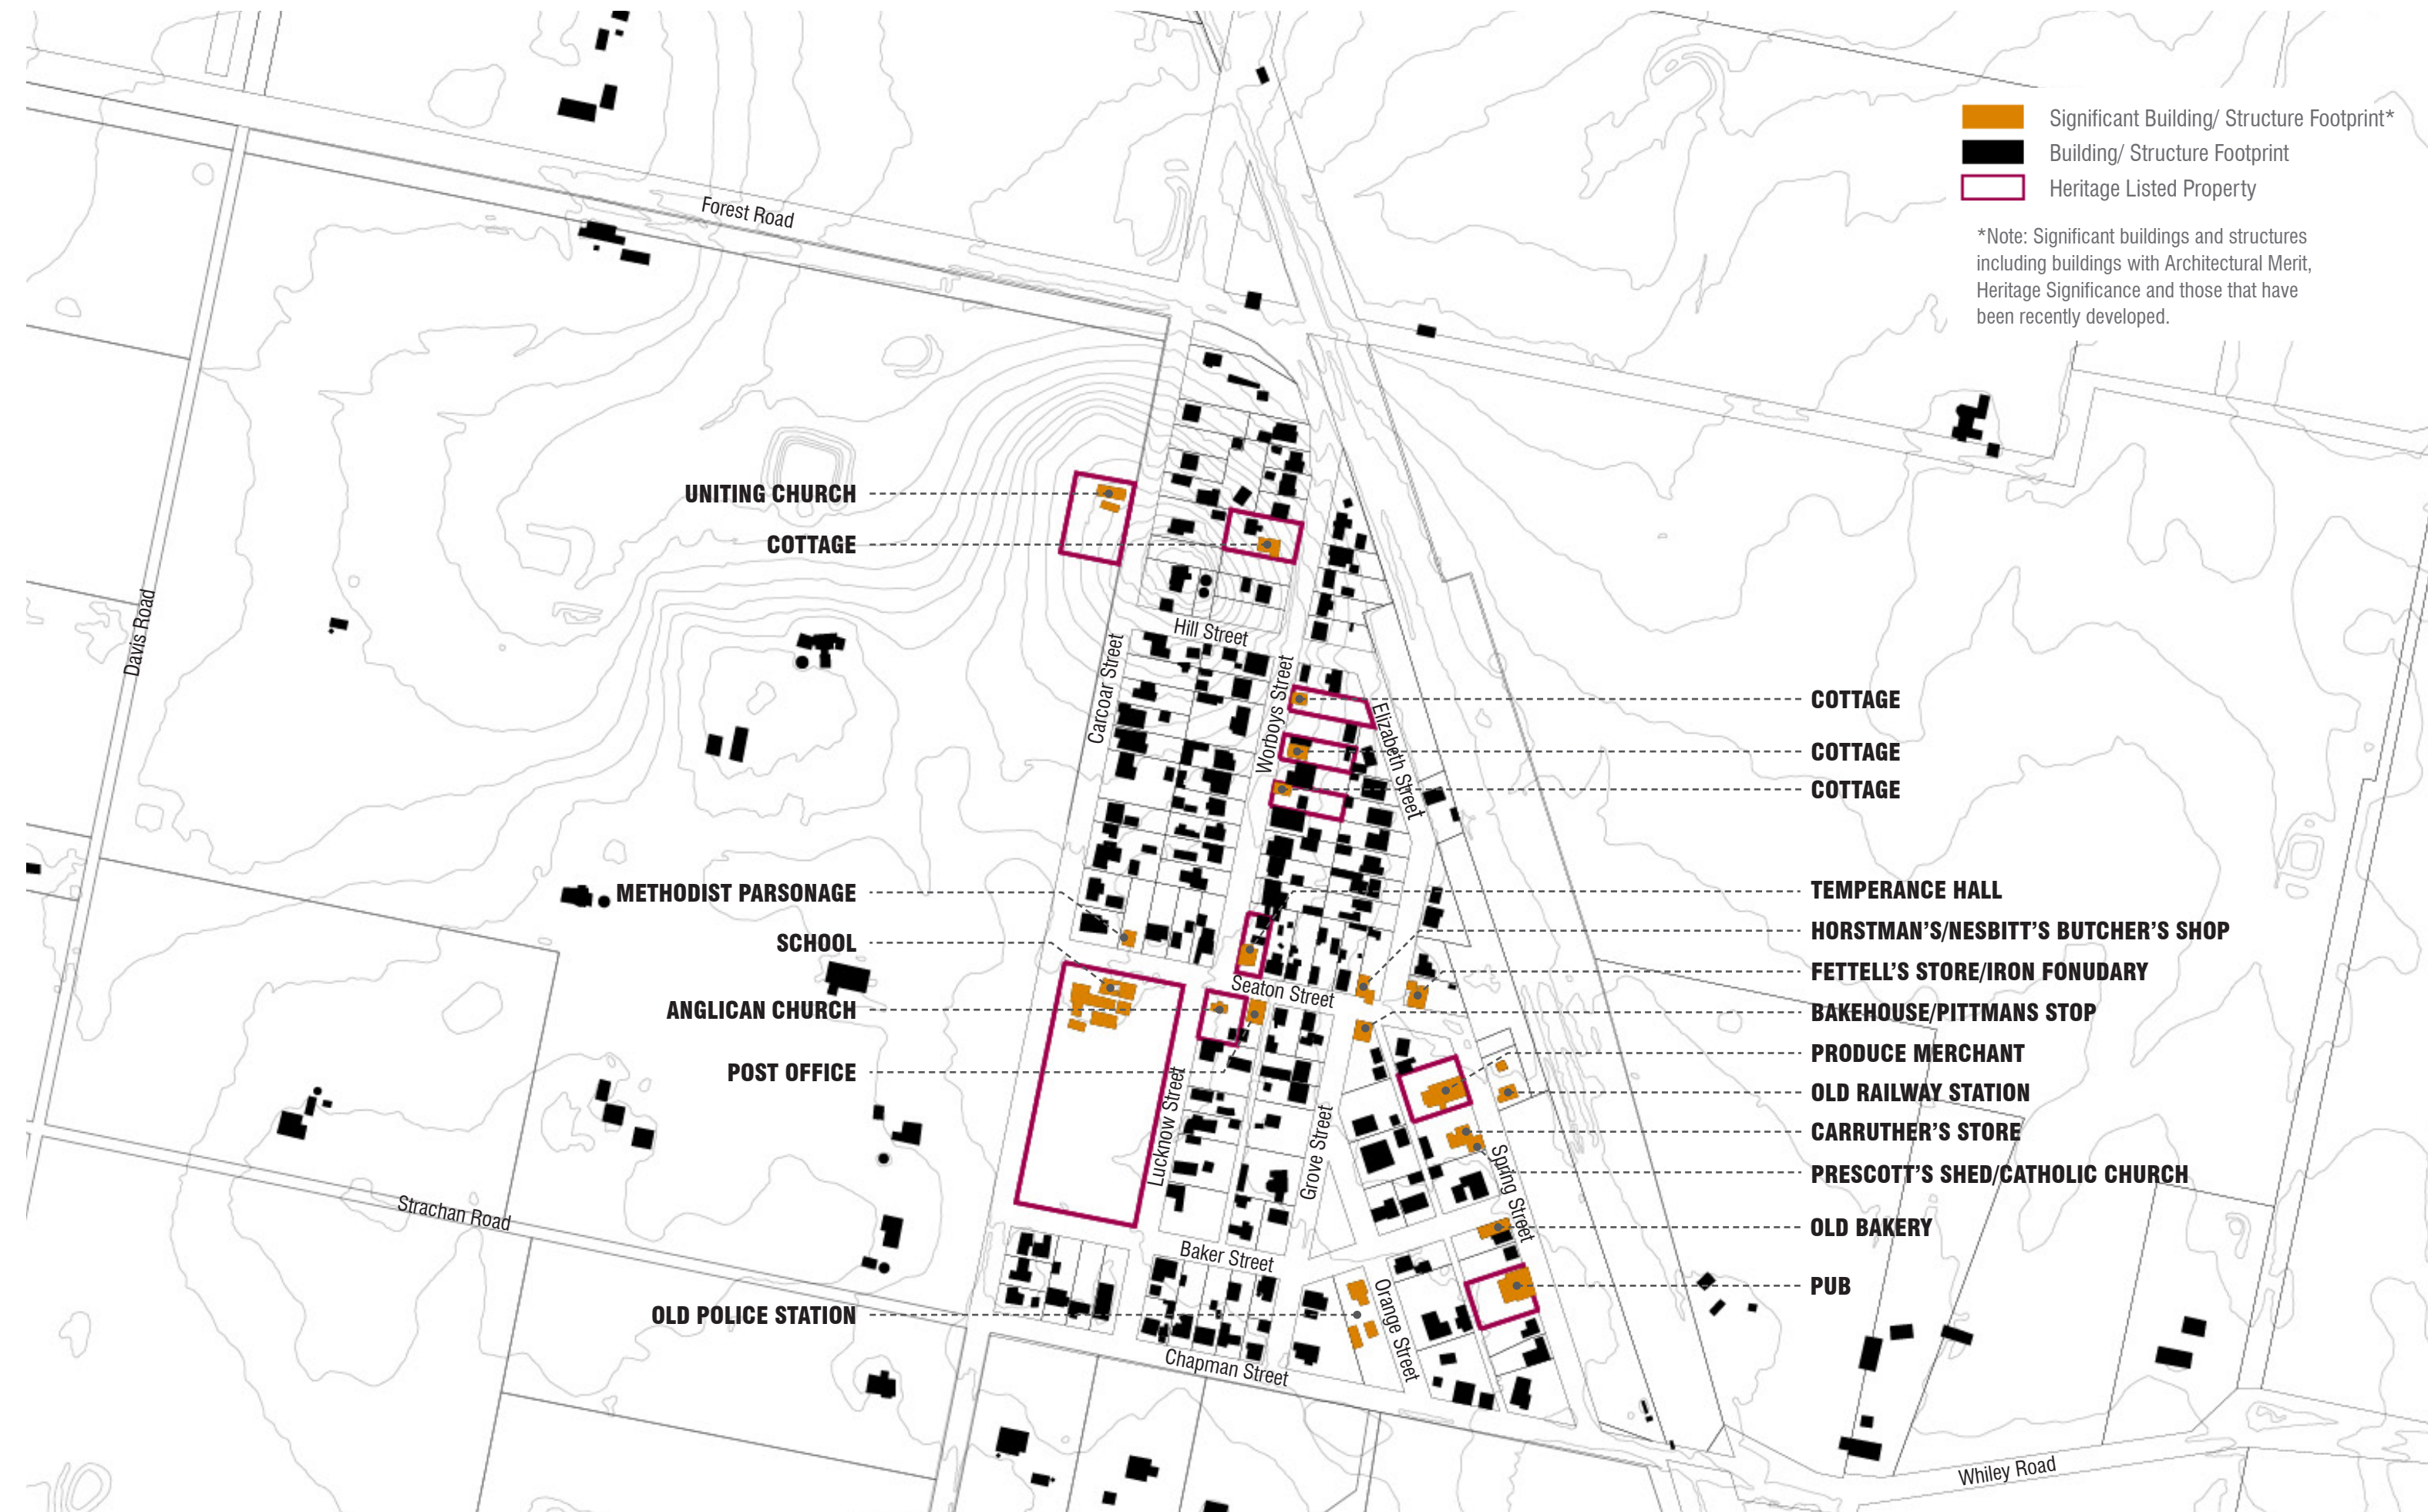 Significant Building/ Structure Footprint*
Building/ Structure Footprint
Heritage Listed Property
*Note: Significant buildings and structures
including buildings with Architectural Merit,
Heritage Significance and those that have
been recently developed.
Forest Road
Davis Road
UNITING CHURCH
COTTAGE
Hill Street
Carcoar Street
Worboys Street
Elizabeth Street
COTTAGE
COTTAGE
COTTAGE
METHODIST PARSONAGE
SCHOOL
ANGLICAN CHURCH
POST OFFICE
TEMPERANCE HALL
HORSTMAN'S/NESBITT'S BUTCHER'S SHOP
FETTELL'S STORE/IRON FONUDARY
BAKEHOUSE/PITTMANS STOP
PRODUCE MERCHANT
OLD RAILWAY STATION
CARRUTHER'S STORE
PRESCOTT'S SHED/CATHOLIC CHURCH
OLD BAKERY
PUB
Seaton Street
Lucknow Street
Grove Street
Spring Street
Strachan Road
Baker Street
OLD POLICE STATION
Orange Street
Chapman Street
Whiley Road